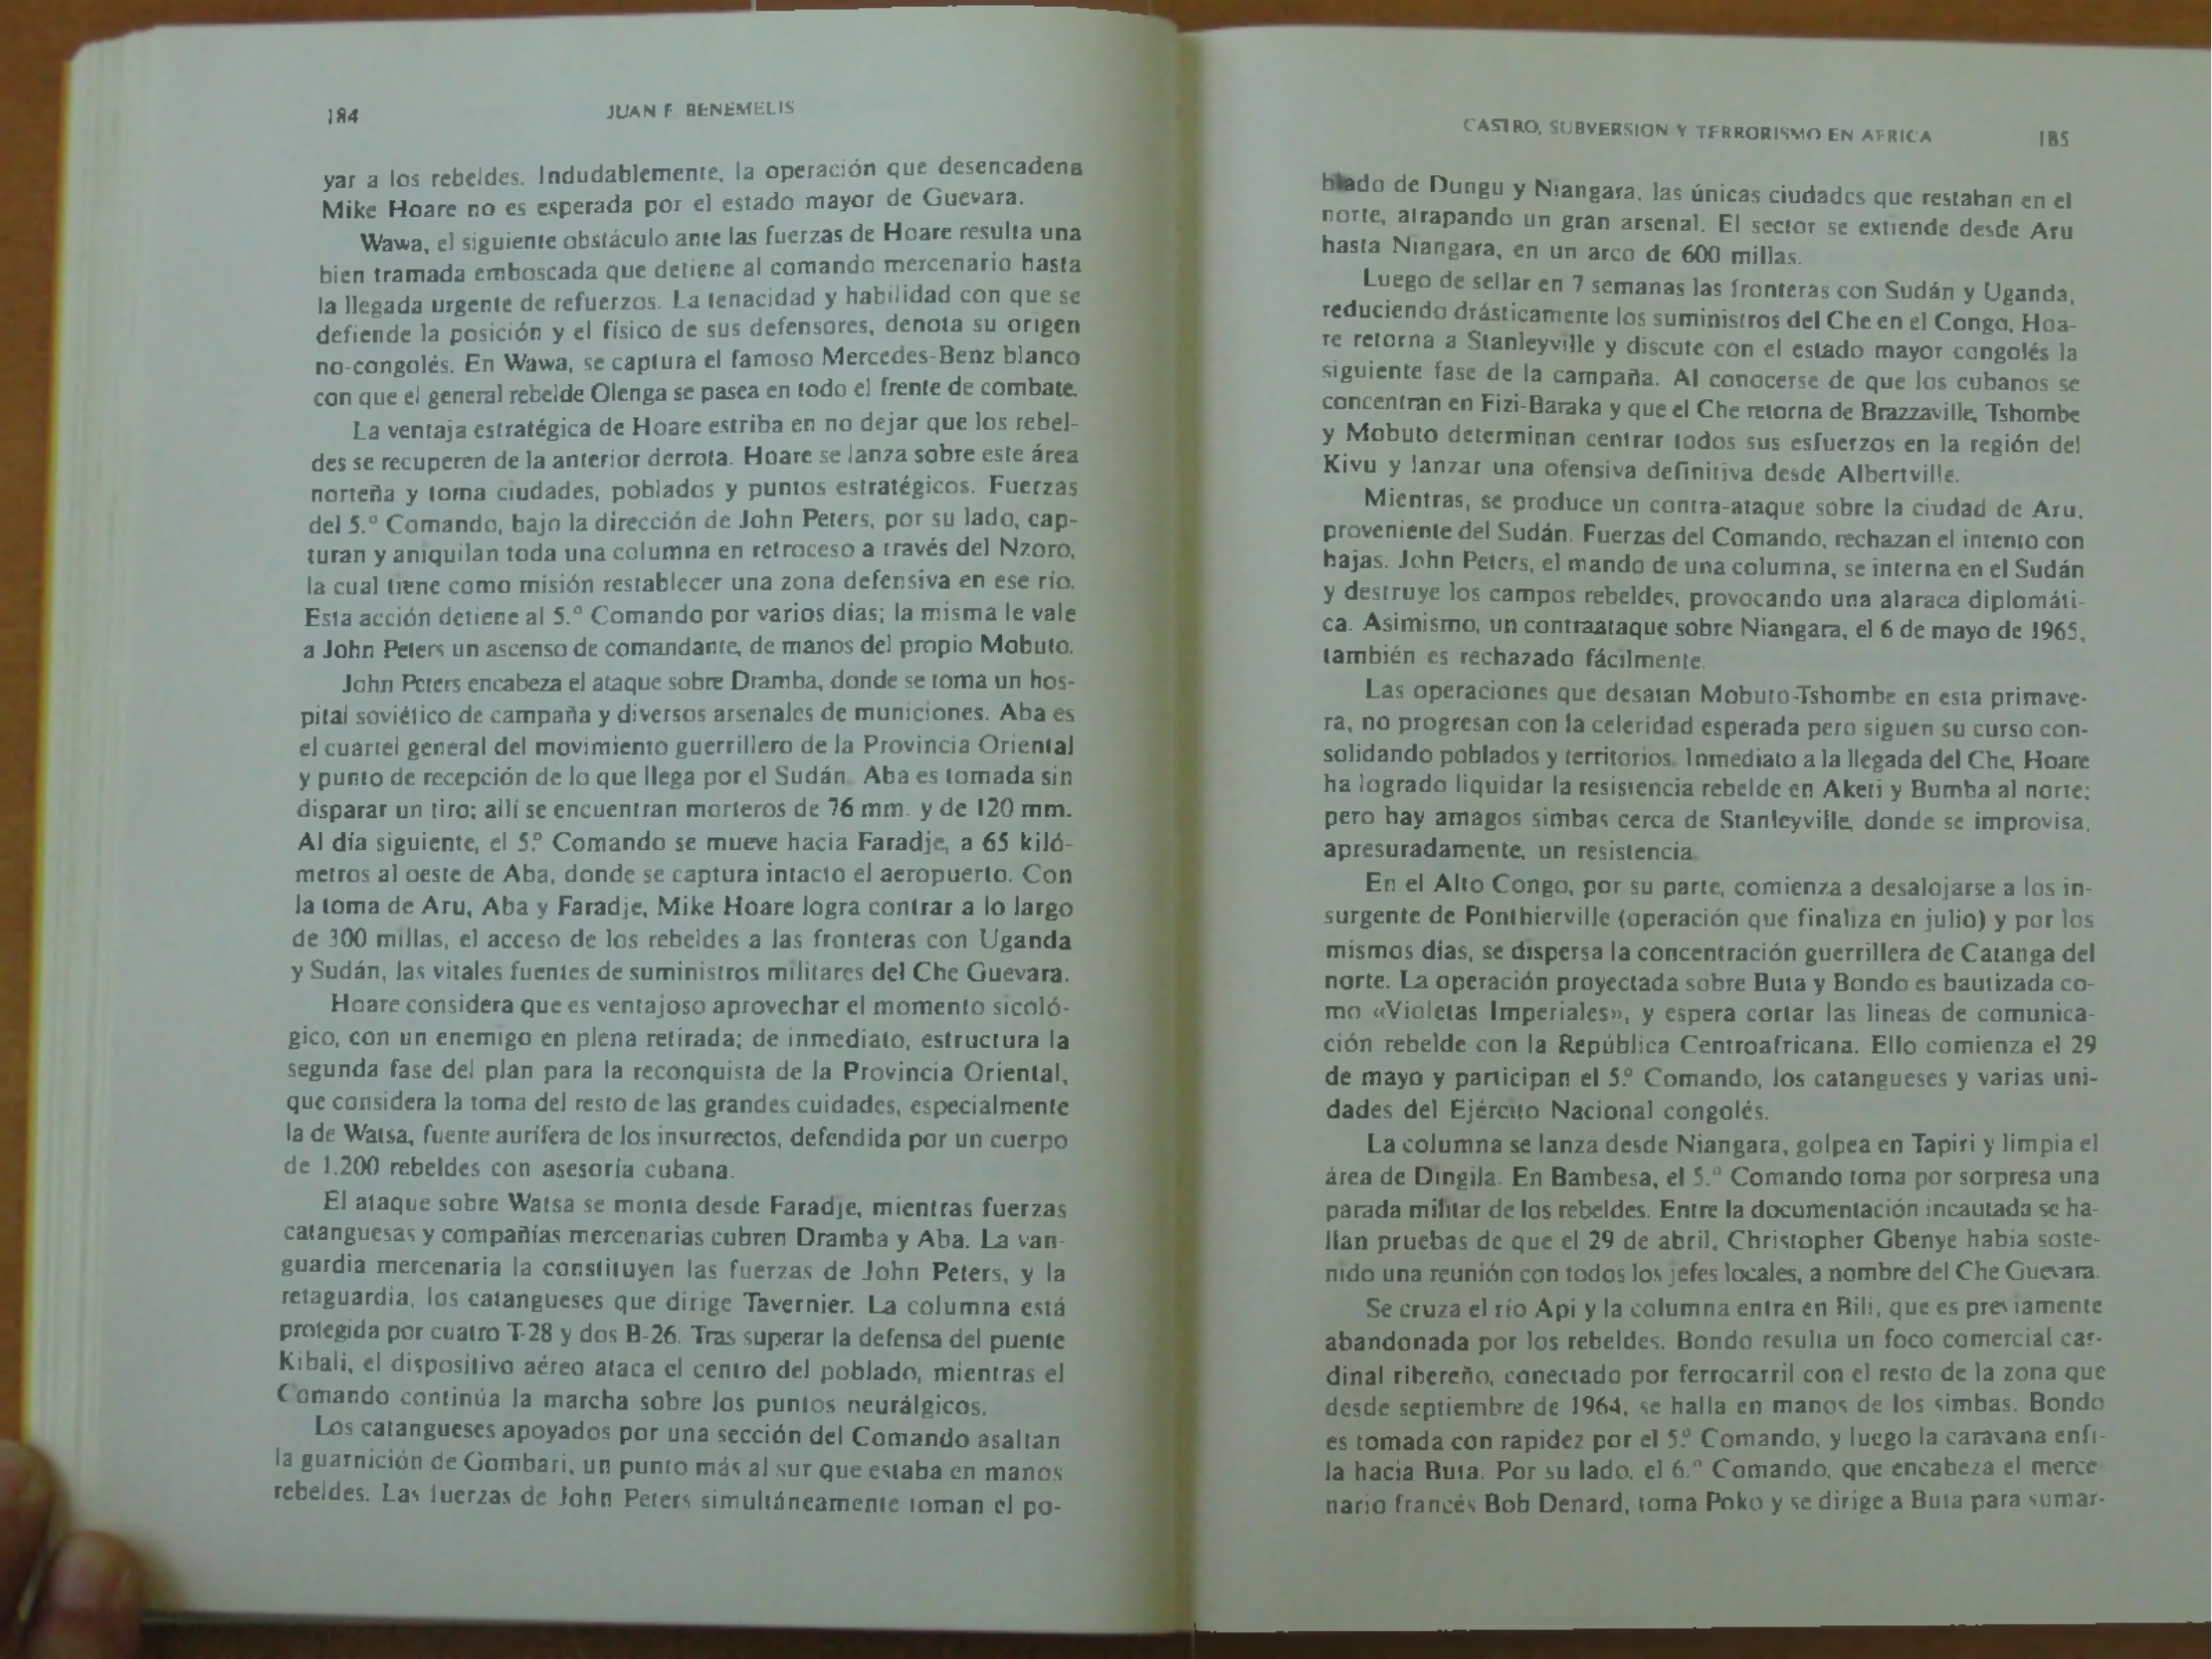 184
JUAN F. BENEMELIS
yar a los rebeldes. Indudablemente, la operación que desencadena
Mike Hoare no es esperada por el estado mayor de Guevara.
Wawa, el siguiente obstáculo ante las fuerzas de Hoare resulta una
bien tramada emboscada que detiene al comando mercenario hasta
la llegada urgente de refuerzos. La tenacidad y habilidad con que se
defiende la posición y el físico de sus defensores, denota su origen
no-congolés. En Wawa, se captura el famoso Mercedes-Benz blanco
con que el general rebelde Olenga se pasea en todo el frente de combate.
La ventaja estratégica de Hoare estriba en no dejar que los rebel-
des se recuperen de la anterior derrota. Hoare se lanza sobre este área
norteña y toma ciudades, poblados y puntos estratégicos. Fuerzas
del 5.º Comando, bajo la dirección de John Peters, por su lado, cap-
turan y aniquilan toda una columna en retroceso a través del Nzoro,
la cual tiene como misión restablecer una zona defensiva en ese río.
Esta acción detiene al 5.º Comando por varios días; la misma le vale
a John Peters un ascenso de comandante, de manos del propio Mobuto.
John Peters encabeza el ataque sobre Dramba, donde se toma un hos-
pital soviético de campaña y diversos arsenales de municiones. Aba es
el cuartel general del movimiento guerrillero de la Provincia Oriental
y punto de recepción de lo que llega por el Sudán. Aba es tomada sin
disparar un tiro; allí se encuentran morteros de 76 mm. y de 120 mm.
Al día siguiente, el 5.º Comando se mueve hacia Faradje, a 65 kiló-
metros al oeste de Aba, donde se captura intacto el aeropuerto. Con
la toma de Aru, Aba y Faradje, Mike Hoare logra contrar a lo largo
de 300 millas, el acceso de los rebeldes a las fronteras con Uganda
y Sudán, las vitales fuentes de suministros militares del Che Guevara.
Hoare considera que es ventajoso aprovechar el momento sicoló-
gico, con un enemigo en plena retirada; de inmediato, estructura la
segunda fase del plan para la reconquista de la Provincia Oriental,
que considera la toma del resto de las grandes cuidades, especialmente
la de Watsa, fuente aurífera de los insurrectos, defendida por un cuerpo
de 1.200 rebeldes con asesoría cubana.
El ataque sobre Watsa se monta desde Faradje, mientras fuerzas
catanguesas y compañías mercenarias cubren Dramba y Aba. La van-
guardia mercenaria la constituyen las fuerzas de John Peters, y la
retaguardia, los catangueses que dirige Tavernier. La columna está
protegida por cuatro T-28 y dos B-26. Tras superar la defensa del puente
Kibali, el dispositivo aéreo ataca el centro del poblado, mientras el
Comando continúa la marcha sobre los puntos neurálgicos.
Los catangueses apoyados por una sección del Comando asaltan
la guarnición de Gombari, un punto más al sur que estaba en manos
rebeldes. Las fuerzas de John Peters simultáneamente toman el po-
CASTRO, SUBVERSION Y TERRORISMO EN AFRICA
185
blado de Dungu y Niangara, las únicas ciudades que restaban en el
norte, atrapando un gran arsenal. El sector se extiende desde Aru
hasta Niangara, en un arco de 600 millas.
Luego de sellar en 7 semanas las fronteras con Sudán y Uganda,
reduciendo drásticamente los suministros del Che en el Congo, Hoa-
re retorna a Stanleyville y discute con el estado mayor congolés la
siguiente fase de la campaña. Al conocerse de que los cubanos se
concentran en Fizi-Baraka y que el Che retorna de Brazzaville, Tshombe
y Mobuto determinan centrar todos sus esfuerzos en la región del
Kivu y lanzar una ofensiva definitiva desde Albertville.
Mientras, se produce un contra-ataque sobre la ciudad de Aru,
proveniente del Sudán. Fuerzas del Comando, rechazan el intento con
bajas. John Peters, el mando de una columna, se interna en el Sudán
y destruye los campos rebeldes, provocando una alaraca diplomáti-
ca. Asimismo, un contraataque sobre Niangara, el 6 de mayo de 1965,
también es rechazado fácilmente.
Las operaciones que desatan Mobuto-Tshombe en esta primave-
ra, no progresan con la celeridad esperada pero siguen su curso con-
solidando poblados y territorios. Inmediato a la llegada del Che, Hoare
ha logrado liquidar la resistencia rebelde en Aketi y Bumba al norte;
pero hay amagos simbas cerca de Stanleyville, donde se improvisa,
apresuradamente, un resistencia.
En el Alto Congo, por su parte, comienza a desalojarse a los in-
surgente de Ponthierville (operación que finaliza en julio) y por los
mismos días, se dispersa la concentración guerrillera de Catanga del
norte. La operación proyectada sobre Buta y Bondo es bautizada co-
mo «Violetas Imperiales», y espera cortar las líneas de comunica-
ción rebelde con la República Centroafricana. Ello comienza el 29
de mayo y participan el 5.º Comando, los catangueses y varias uni-
dades del Ejército Nacional congolés.
La columna se lanza desde Niangara, golpea en Tapiri y limpia el
área de Dingila. En Bambesa, el 5.º Comando toma por sorpresa una
parada militar de los rebeldes. Entre la documentación incautada se ha-
llan pruebas de que el 29 de abril, Christopher Gbenye había soste-
nido una reunión con todos los jefes locales, a nombre del Che Guevara.
Se cruza el río Api y la columna entra en Bili, que es previamente
abandonada por los rebeldes. Bondo resulta un foco comercial car-
dinal ribereño, conectado por ferrocarril con el resto de la zona que
desde septiembre de 1964, se halla en manos de los simbas. Bondo
es tomada con rapidez por el 5.º Comando, y luego la caravana enfi-
la hacia Buta. Por su lado, el 6.º Comando, que encabeza el merce-
nario francés Bob Denard, toma Poko y se dirige a Buta para sumar-